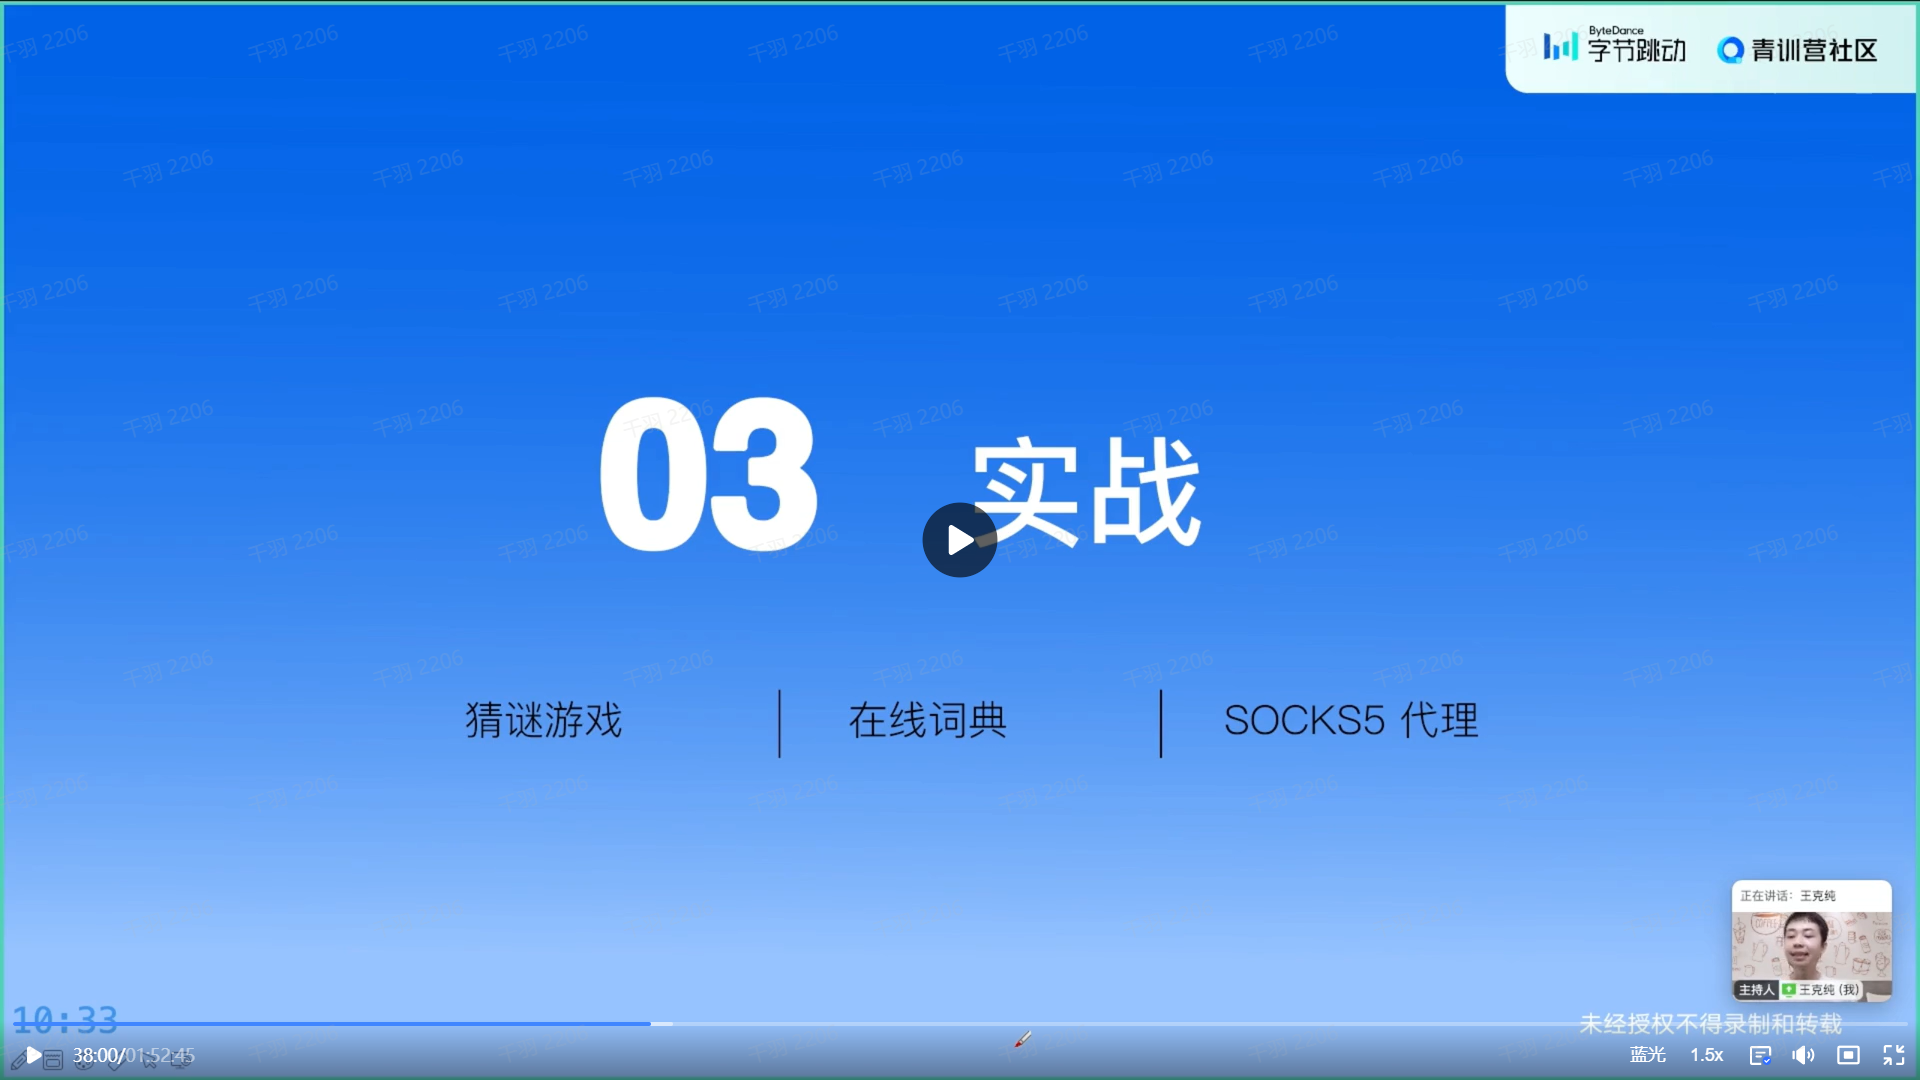 ByteDance
字节跳动
青训营社区
千羽 2206
03 实战
猜谜游戏
在线词典
SOCKS5 代理
正在讲话: 王克纯
主持人 王克纯 (我)
10:33
未经授权不得录制和转载
38:00/01:52:45
蓝光
1.5x